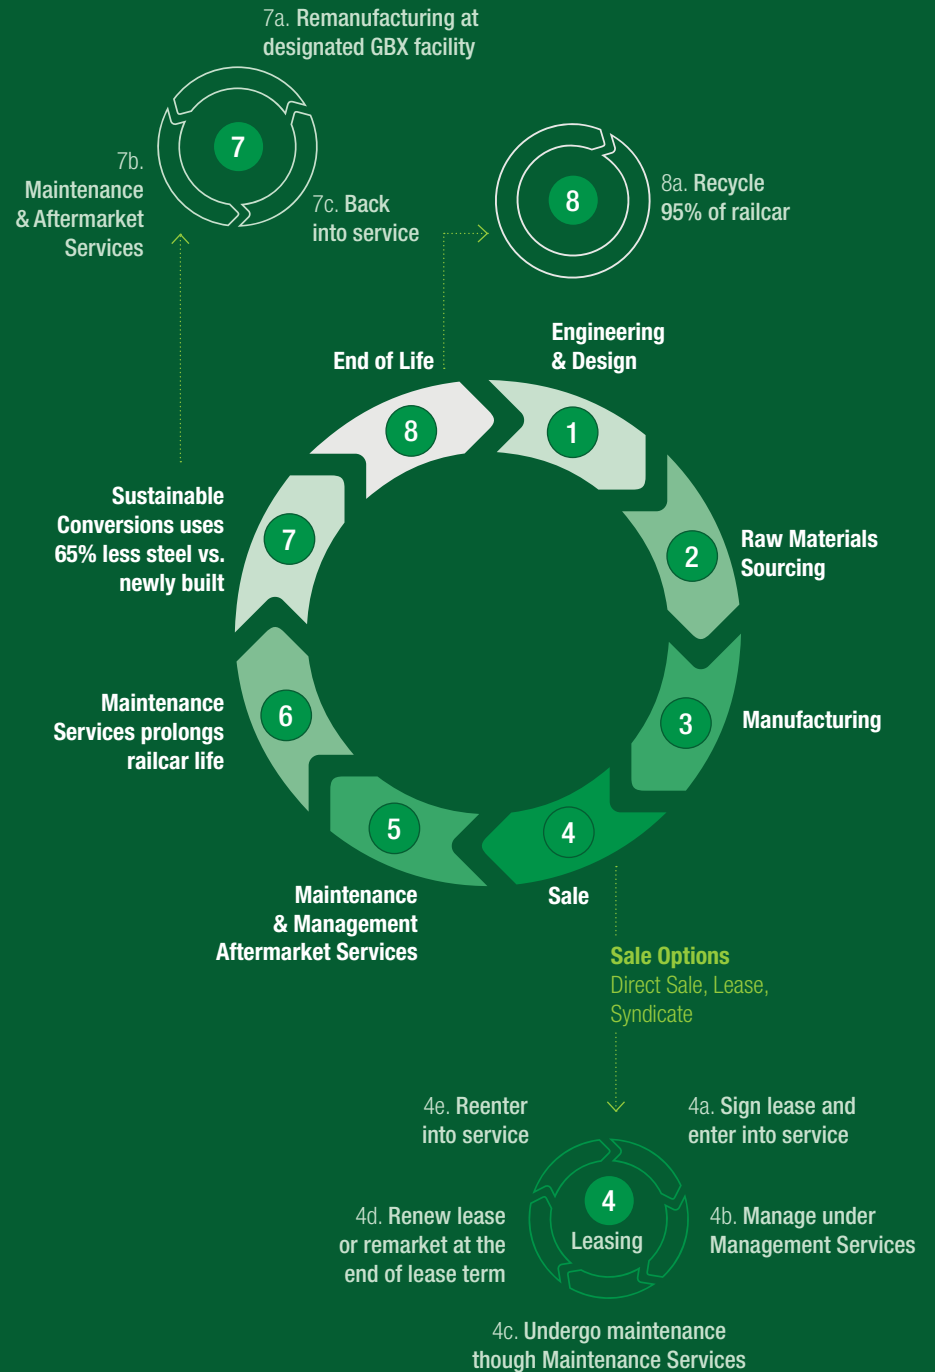 7a. Remanufacturing at
designated GBX facility
7
7b.
Maintenance
& Aftermarket
Services
7c. Back
into service
8
8a. Recycle
95% of railcar
End of Life
Engineering
& Design
8
1
Sustainable
Conversions uses
65% less steel vs.
newly built
7
2
Raw Materials
Sourcing
Maintenance
Services prolongs
railcar life
6
3
Manufacturing
5
4
Maintenance
& Management
Aftermarket Services
Sale
Sale Options
Direct Sale, Lease,
Syndicate
4e. Reenter
into service
4a. Sign lease and
enter into service
4
Leasing
4d. Renew lease
or remarket at the
end of lease term
4b. Manage under
Management Services
4c. Undergo maintenance
though Maintenance Services